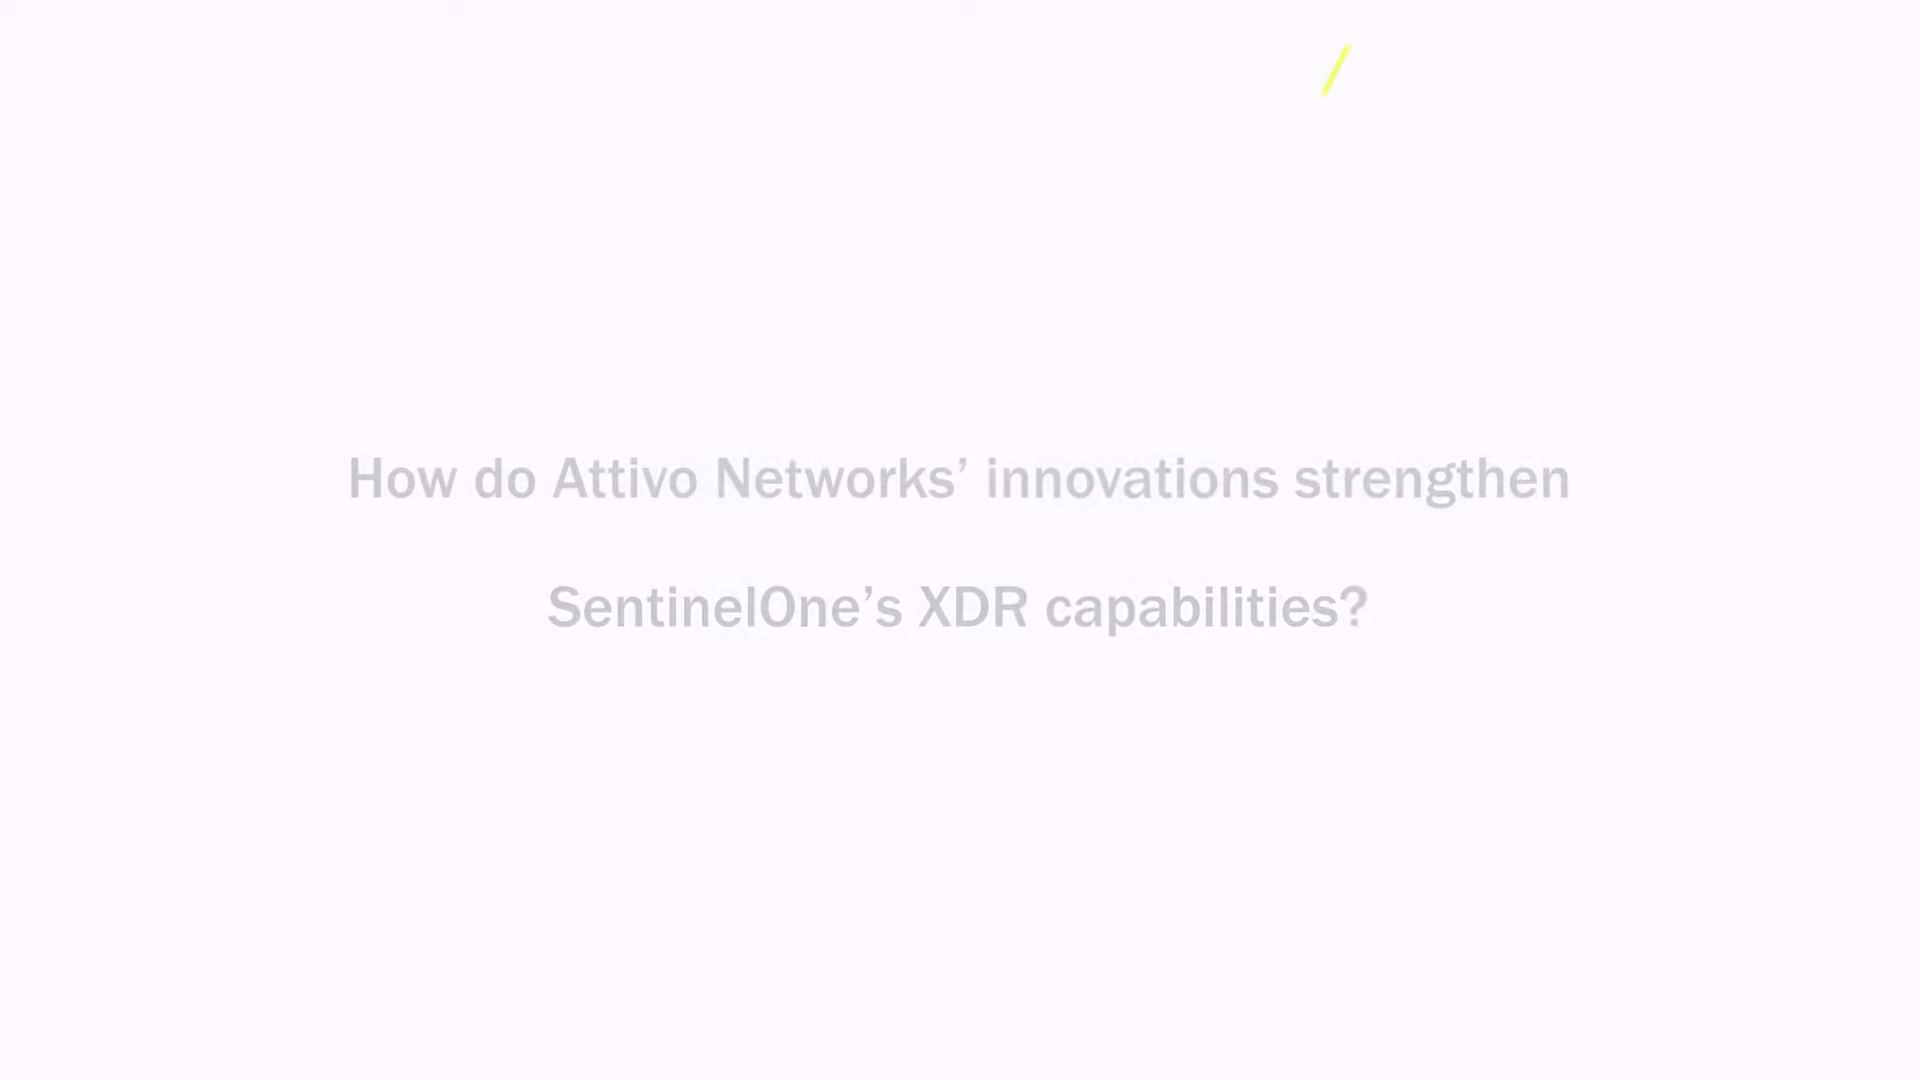 How do Attivo Networks’ innovations strengthen
SentinelOne’s XDR capabilities?